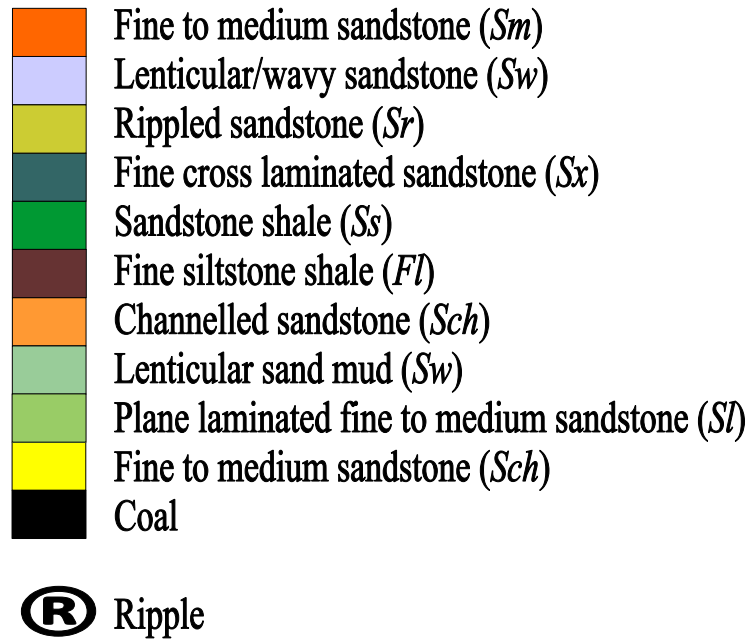 Fine to medium sandstone (Sm)
Lenticular/wavy sandstone (Sw)
Rippled sandstone (Sr)
Fine cross laminated sandstone (Sx)
Sandstone shale (Ss)
Fine siltstone shale (Fl)
Channelled sandstone (Sch)
Lenticular sand mud (Sw)
Plane laminated fine to medium sandstone (Sl)
Fine to medium sandstone (Sch)
Coal
® Ripple